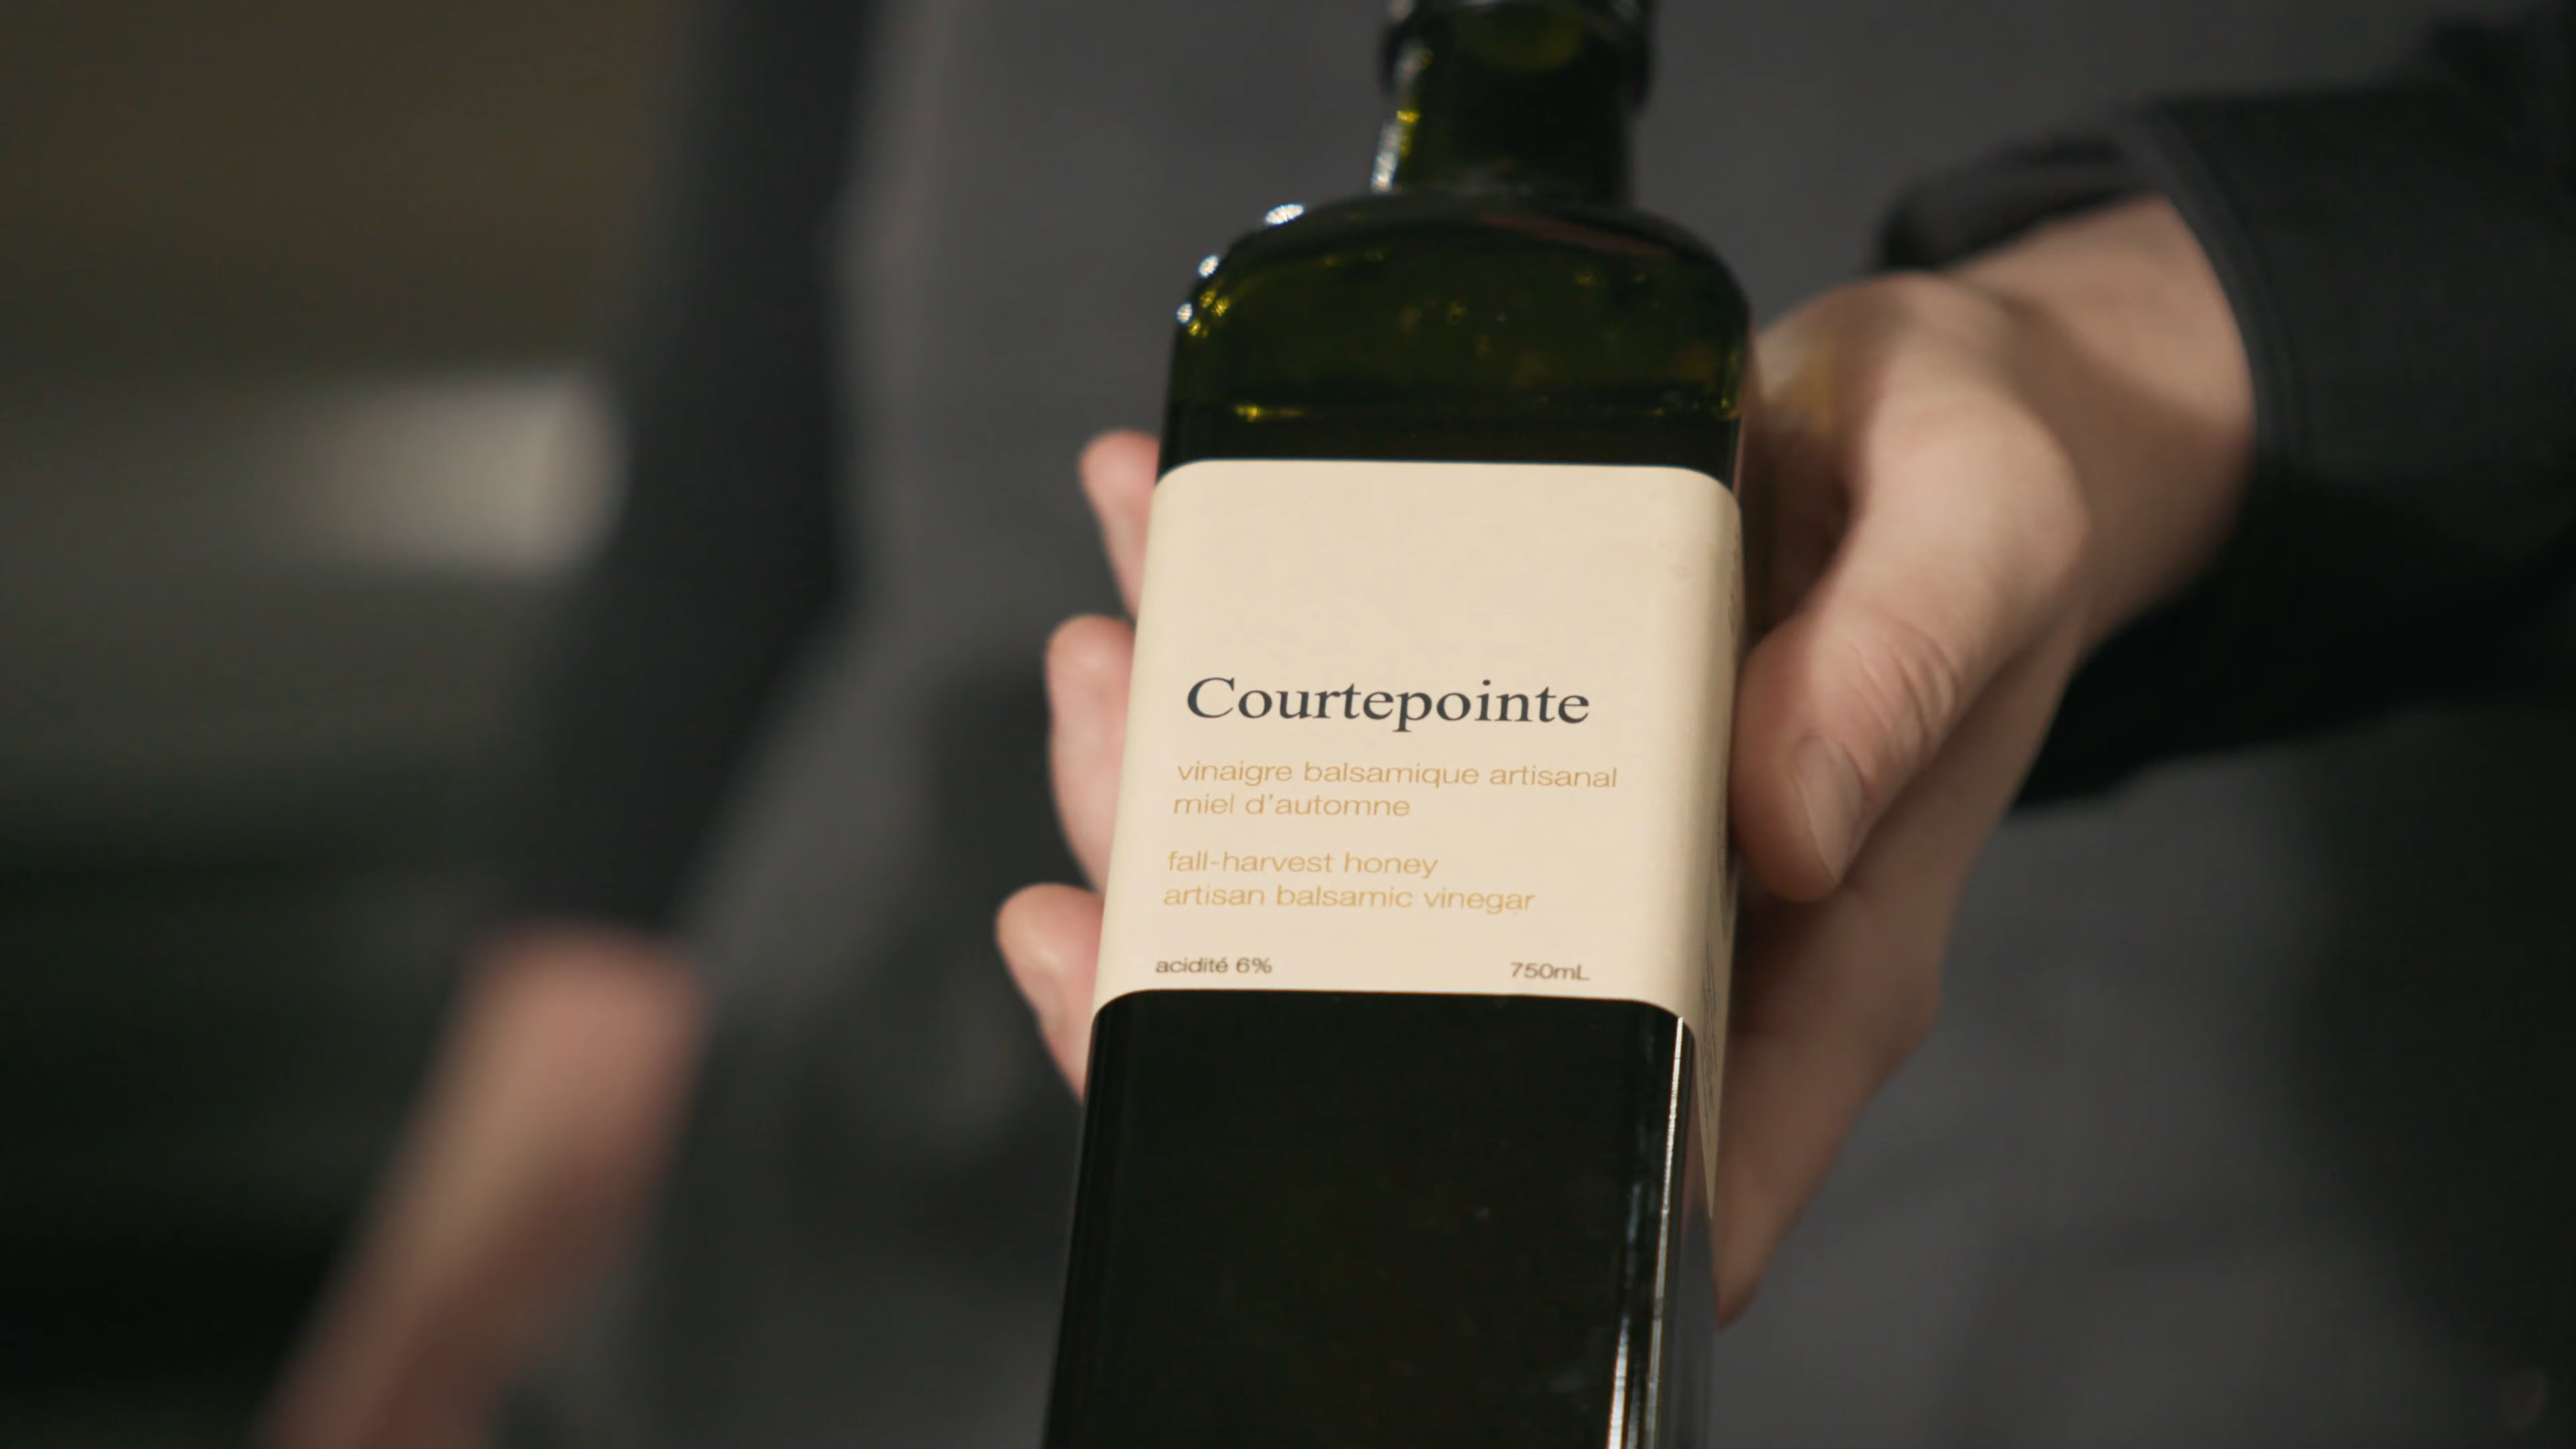 Courtepointe
vinaigre balsamique artisanal
miel d'automne
fall-harvest honey
artisan balsamic vinegar
acidité 6%
750mL